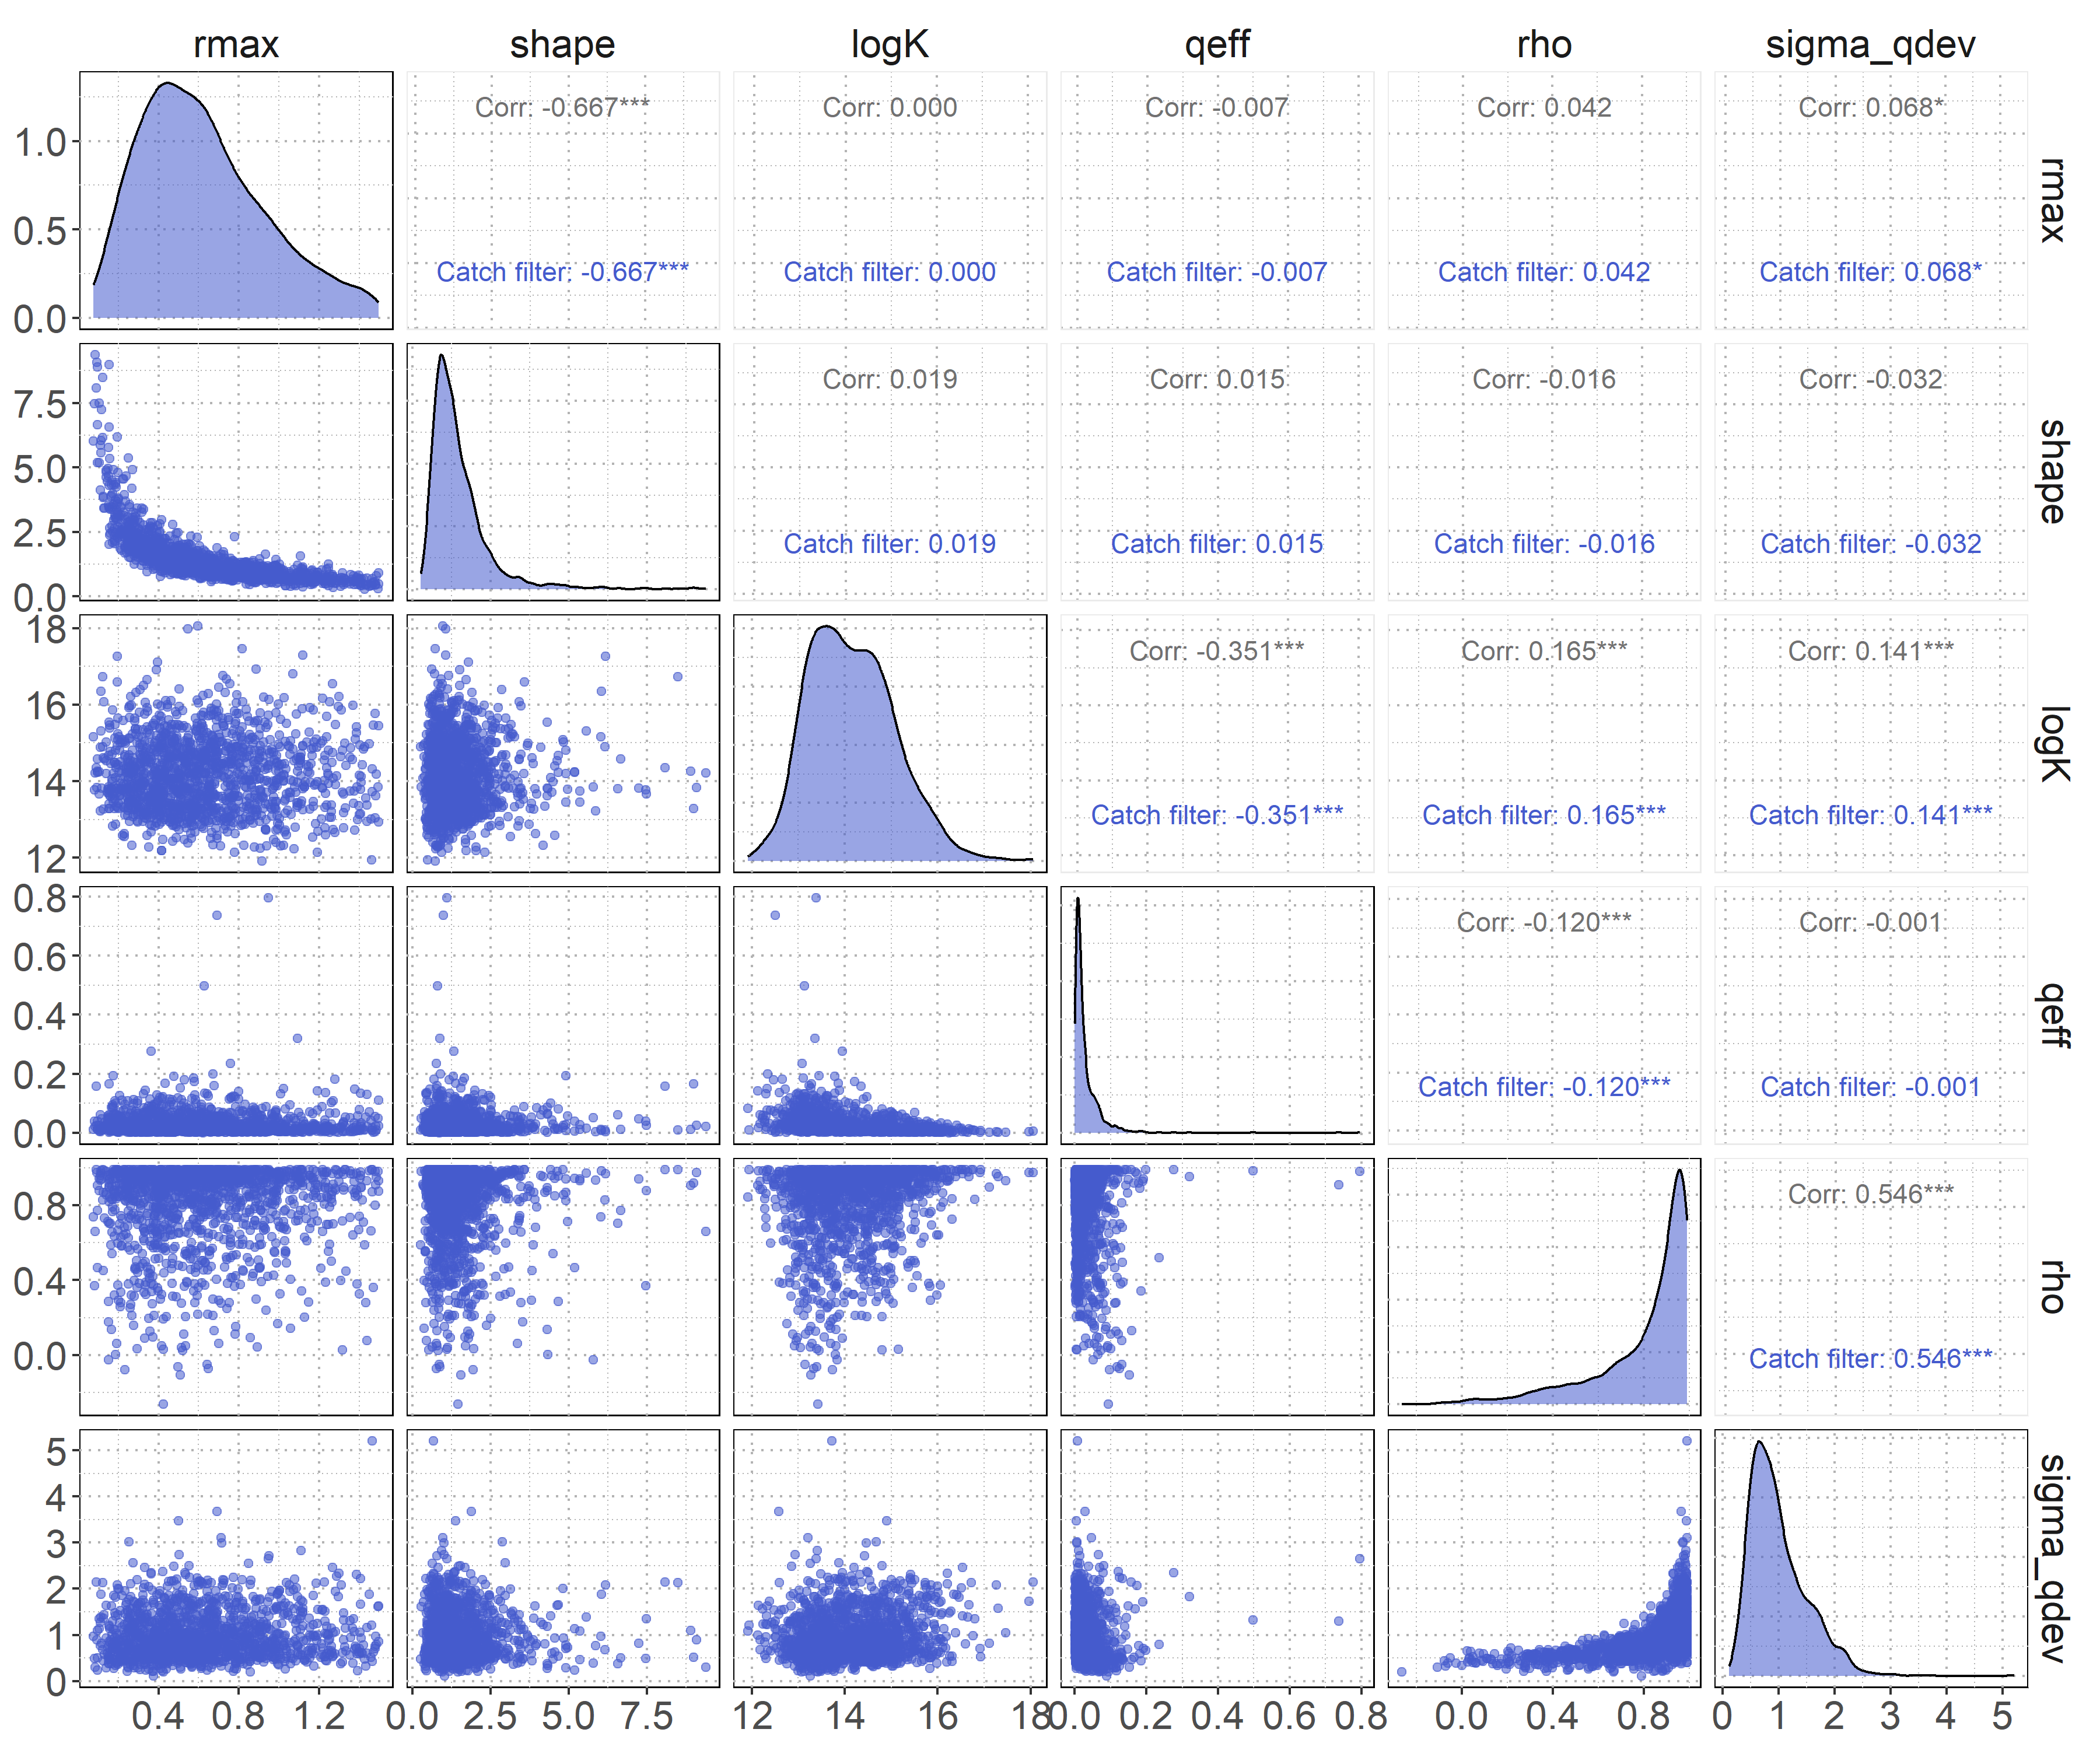 rmax shape logK qeff rho sigma_qdev
Corr: -0.667*** Corr: 0.000 Corr: -0.007 Corr: 0.042 Corr: 0.068*
Catch filter: -0.667*** Catch filter: 0.000 Catch filter: -0.007 Catch filter: 0.042 Catch filter: 0.068*
1.0
0.5
0.0
rmax
Corr: 0.019 Corr: 0.015 Corr: -0.016 Corr: -0.032
Catch filter: 0.019 Catch filter: 0.015 Catch filter: -0.016 Catch filter: -0.032
7.5
5.0
2.5
0.0
shape
Corr: -0.351*** Corr: 0.165*** Corr: 0.141***
Catch filter: -0.351*** Catch filter: 0.165*** Catch filter: 0.141***
18
16
14
12
logK
Corr: -0.120*** Corr: -0.001
Catch filter: -0.120*** Catch filter: -0.001
0.8
0.6
0.4
0.2
0.0
qeff
Corr: 0.546***
Catch filter: 0.546***
0.8
0.4
0.0
rho
5
4
3
2
1
0
sigma_qdev
0.4 0.8 1.2 0.0 2.5 5.0 7.5 12 14 16 18 0.0 0.2 0.4 0.6 0.8 0.0 0.4 0.8 0 1 2 3 4 5